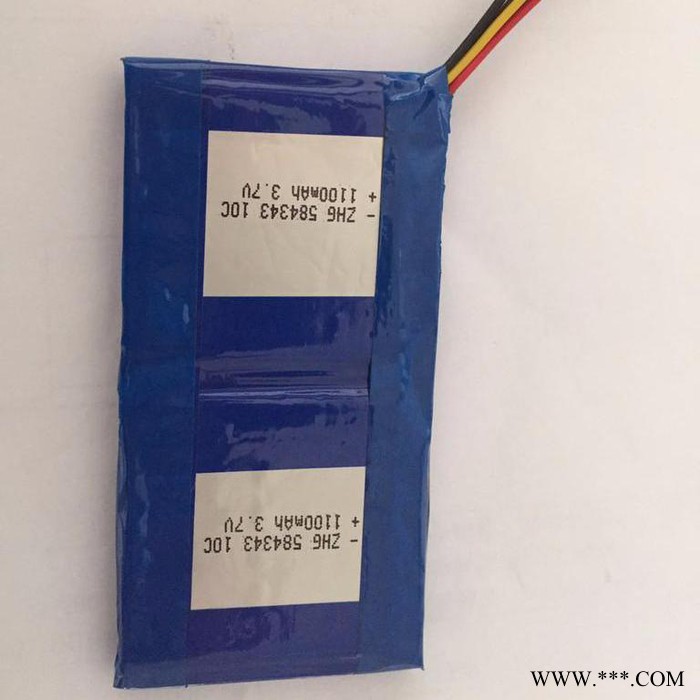 - ZHG 584343 10C
+ 1100mAh 3.7V
- ZHG 584343 10C
+ 1100mAh 3.7V
WWW.***.COM